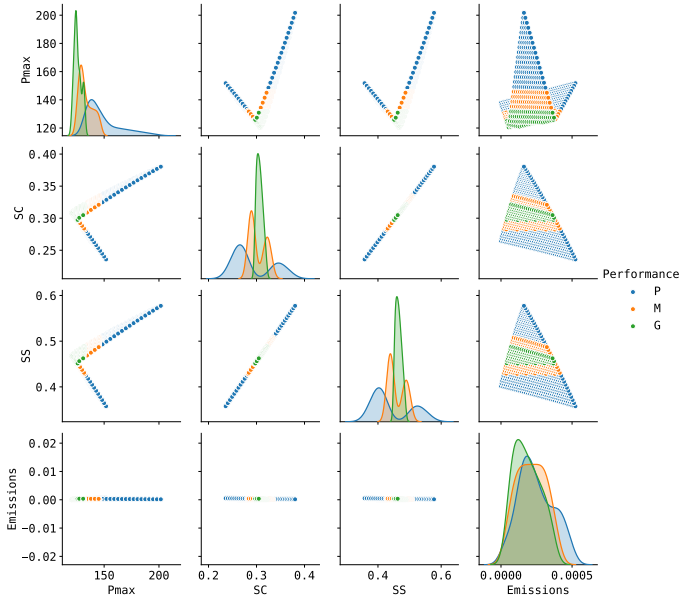 200
180
160
140
120
Pmax
0.40
0.35
0.30
0.25
SC
0.6
0.5
0.4
SS
Performance
P
M
G
0.02
0.01
0.00
−0.01
−0.02
Emissions
150 200
Pmax
0.2 0.3 0.4
SC
0.4 0.6
SS
0.0000 0.0005
Emissions